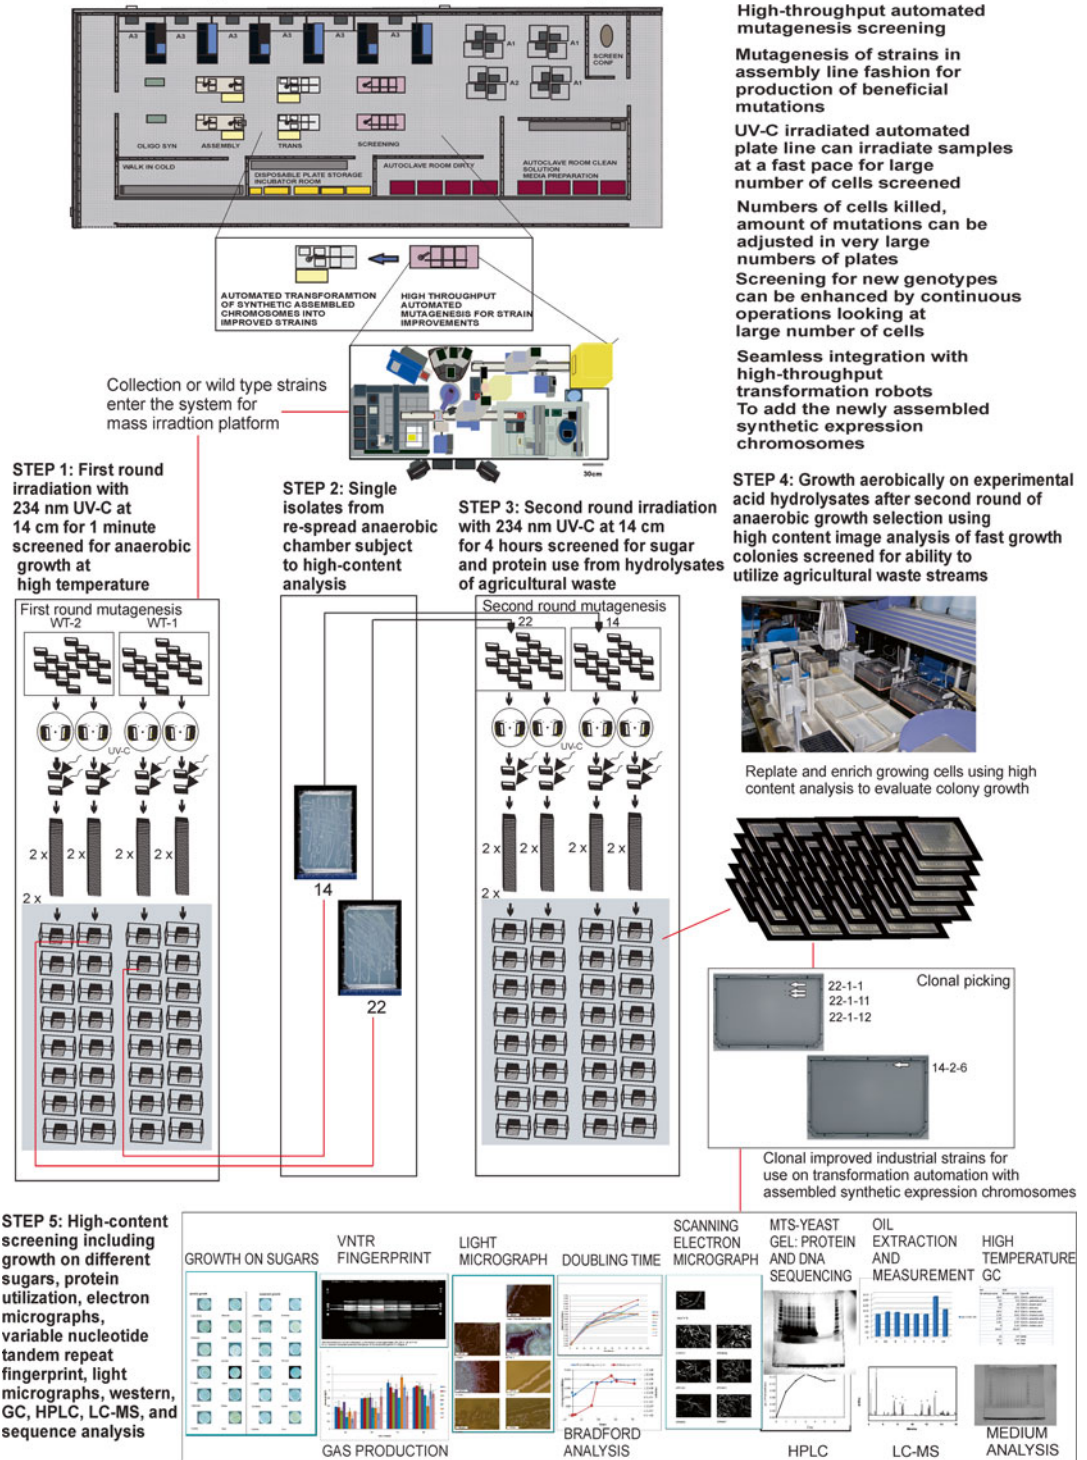 A3
A3
A3
A3
A3
A3
A1
A1
A2
A1
SCREEN
CONF
OLIGO SYN
ASSEMBLY
TRANS
SCREENING
WALK IN COLD
DISPOSABLE PLATE STORAGE
INCUBATOR ROOM
AUTOCLAVE ROOM DIRTY
AUTOCLAVE ROOM CLEAN
SOLUTION
MEDIA PREPARATION
AUTOMATED TRANSFORAMTION
OF SYNTHETIC ASSEMBLED
CHROMOSOMES INTO
IMPROVED STRAINS
HIGH THROUGHPUT
AUTOMATED
MUTAGENESIS FOR STRAIN
IMPROVEMENTS
High-throughput automated
mutagenesis screening
Mutagenesis of strains in
assembly line fashion for
production of beneficial
mutations
UV-C irradiated automated
plate line can irradiate samples
at a fast pace for large
number of cells screened
Numbers of cells killed,
amount of mutations can be
adjusted in very large
numbers of plates
Screening for new genotypes
can be enhanced by continuous
operations looking at
large number of cells
Seamless integration with
high-throughput
transformation robots
To add the newly assembled
synthetic expression
chromosomes
Collection or wild type strains
enter the system for
mass irradtion platform
30cm
STEP 1: First round
irradiation with
234 nm UV-C at
14 cm for 1 minute
screened for anaerobic
growth at
high temperature
STEP 2: Single
isolates from
re-spread anaerobic
chamber subject
to high-content
analysis
STEP 3: Second round irradiation
with 234 nm UV-C at 14 cm
for 4 hours screened for sugar
and protein use from hydrolysates
of agricultural waste
STEP 4: Growth aerobically on experimental
acid hydrolysates after second round of
anaerobic growth selection using
high content image analysis of fast growth
colonies screened for ability to
utilize agricultural waste streams
First round mutagenesis
WT-2
WT-1
UV-C
2 x
2 x
2 x
2 x
2 x
14
22
Second round mutagenesis
22
14
UV-C
2 x
2 x
2 x
2 x
2 x
Replate and enrich growing cells using high
content analysis to evaluate colony growth
Clonal picking
22-1-1
22-1-11
22-1-12
14-2-6
Clonal improved industrial strains for
use on transformation automation with
assembled synthetic expression chromosomes
STEP 5: High-content
screening including
growth on different
sugars, protein
utilization, electron
micrographs,
variable nucleotide
tandem repeat
fingerprint, light
micrographs, western,
GC, HPLC, LC-MS, and
sequence analysis
GROWTH ON SUGARS
VNTR
FINGERPRINT
LIGHT
MICROGRAPH
DOUBLING TIME
SCANNING
ELECTRON
MICROGRAPH
MTS-YEAST
GEL: PROTEIN
AND DNA
SEQUENCING
OIL
EXTRACTION
AND
MEASUREMENT
HIGH
TEMPERATURE
GC
GAS PRODUCTION
BRADFORD
ANALYSIS
HPLC
LC-MS
MEDIUM
ANALYSIS